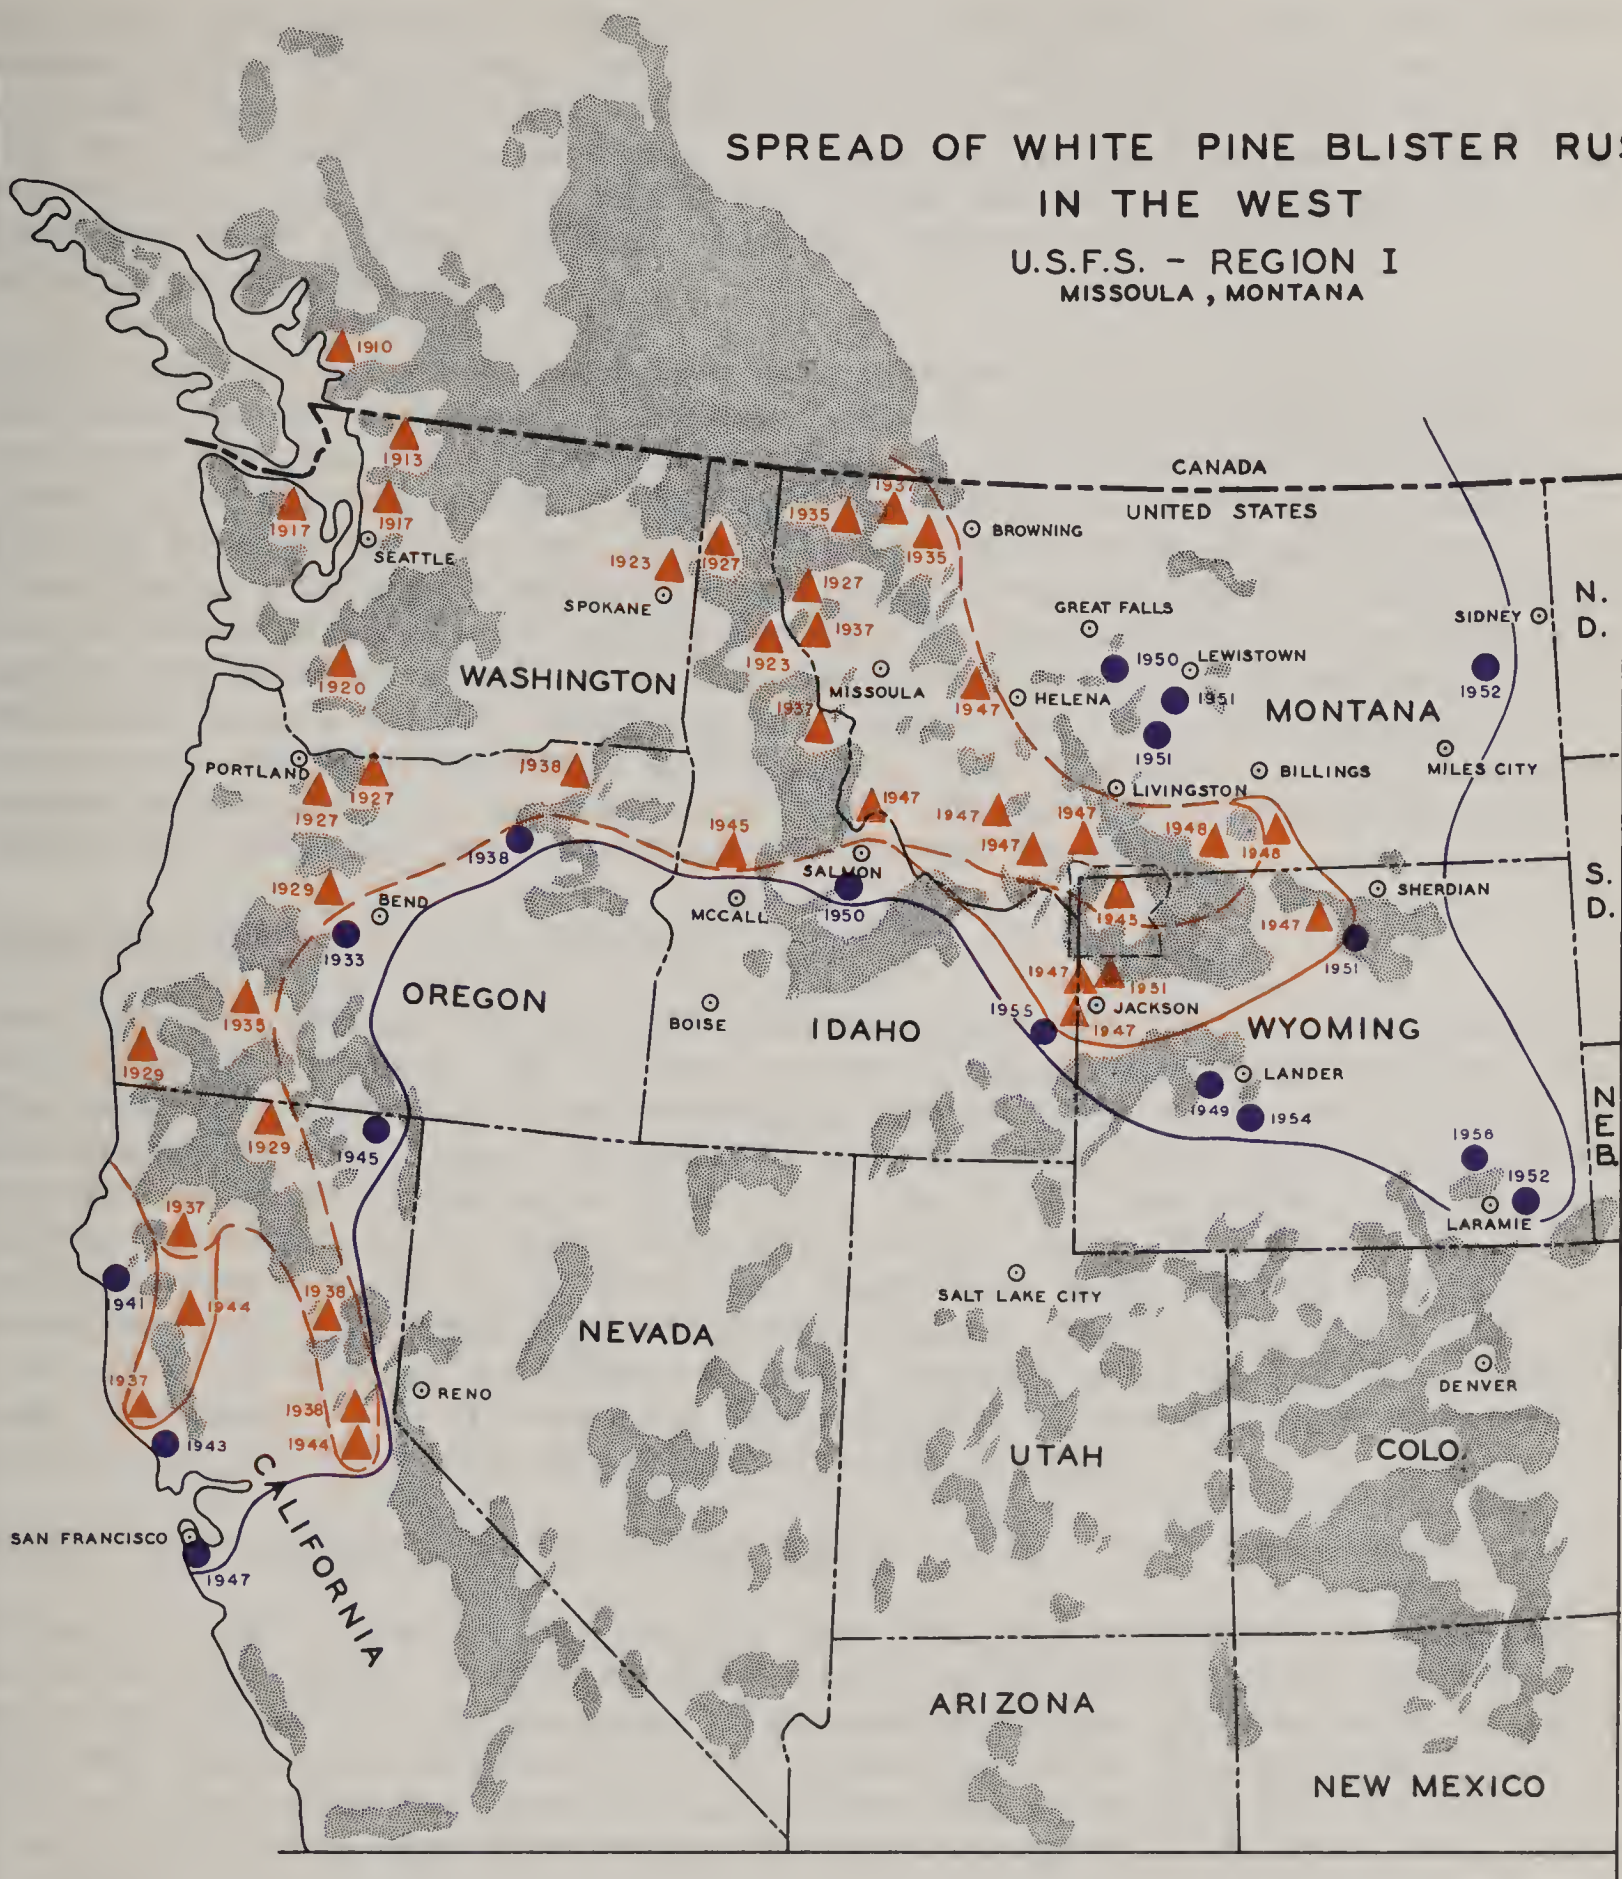 SPREAD OF WHITE PINE BLISTER RUS
IN THE WEST
U.S.F.S. - REGION I
MISSOULA, MONTANA
1910
1913
CANADA
UNITED STATES
1917
1917
SEATTLE
1935
1937
1935
BROWNING
1923
1927
SPOKANE
1927
1937
1923
GREAT FALLS
SIDNEY
N.
D.
1920
WASHINGTON
MISSOULA
1947
HELENA
1950
LEWISTOWN
1951
1951
MONTANA
1952
1937
PORTLAND
1927
1927
1938
BILLINGS
MILES CITY
LIVINGSTON
1947
1947
1947
1947
1948
1948
1945
1938
SALMON
1950
MCCALL
1929
BEND
1933
1945
SHERDIAN
S.
D.
1947
1951
OREGON
1935
1929
BOISE
IDAHO
1947
1951
JACKSON
1947
1955
WYOMING
LANDER
1949
1954
NEB.
1929
1945
1956
1952
LARAMIE
1937
1941
1944
1938
NEVADA
SALT LAKE CITY
1937
1938
RENO
DENVER
1943
1944
UTAH
COLO.
CALIFORNIA
SAN FRANCISCO
1947
ARIZONA
NEW MEXICO